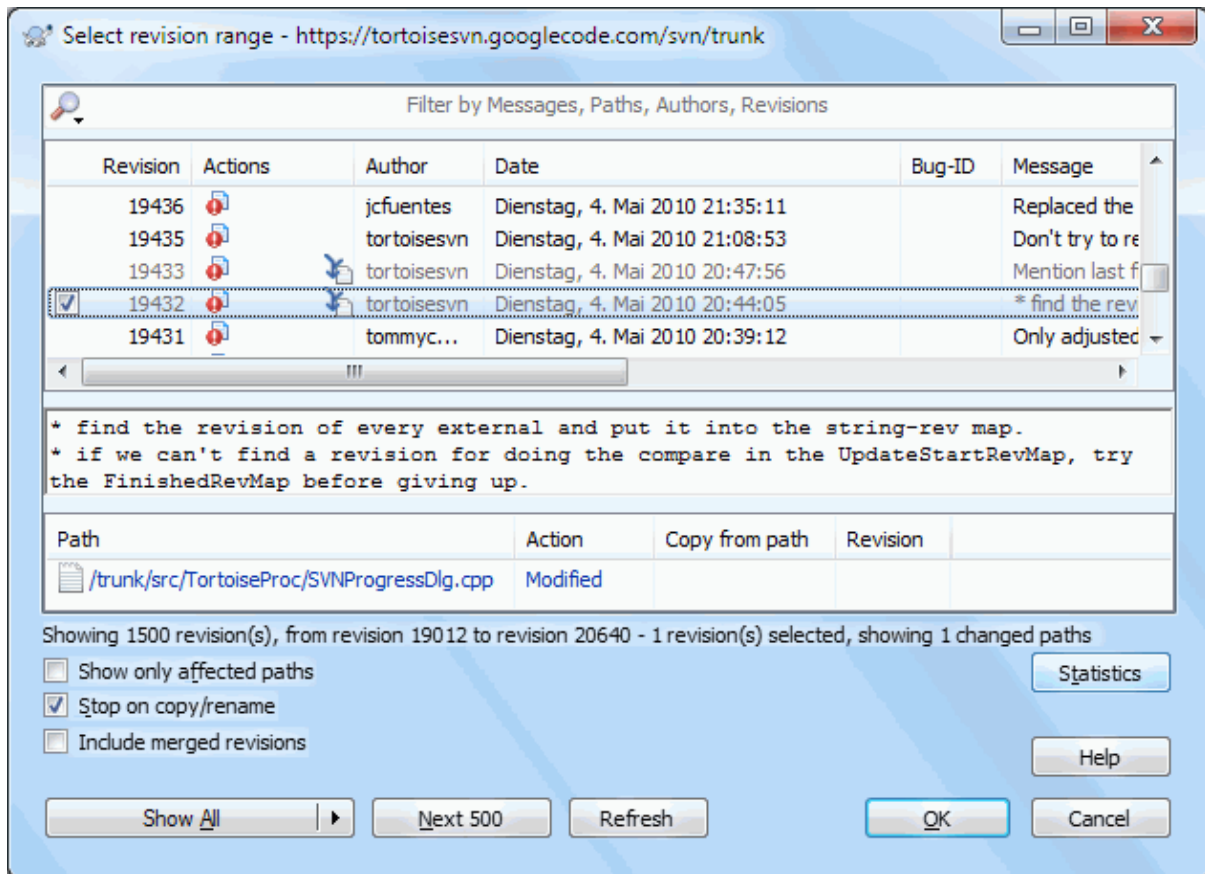 Select revision range - https://tortoisesvn.googlecode.com/svn/trunk
Filter by Messages, Paths, Authors, Revisions
Revision Actions Author Date Bug-ID Message
19436 jcfuentes Dienstag, 4. Mai 2010 21:35:11 Replaced the
19435 tortoisesvn Dienstag, 4. Mai 2010 21:08:53 Don't try to re
19433 tortoisesvn Dienstag, 4. Mai 2010 20:47:56 Mention last f
19432 tortoisesvn Dienstag, 4. Mai 2010 20:44:05 * find the rev
19431 tommyc... Dienstag, 4. Mai 2010 20:39:12 Only adjusted
* find the revision of every external and put it into the string-rev map.
* if we can't find a revision for doing the compare in the UpdateStartRevMap, try
the FinishedRevMap before giving up.
Path Action Copy from path Revision
/trunk/src/TortoiseProc/SVNProgressDlg.cpp Modified
Showing 1500 revision(s), from revision 19012 to revision 20640 - 1 revision(s) selected, showing 1 changed paths
Show only affected paths
Statistics
Stop on copy/rename
Include merged revisions
Help
Show All Next 500 Refresh OK Cancel